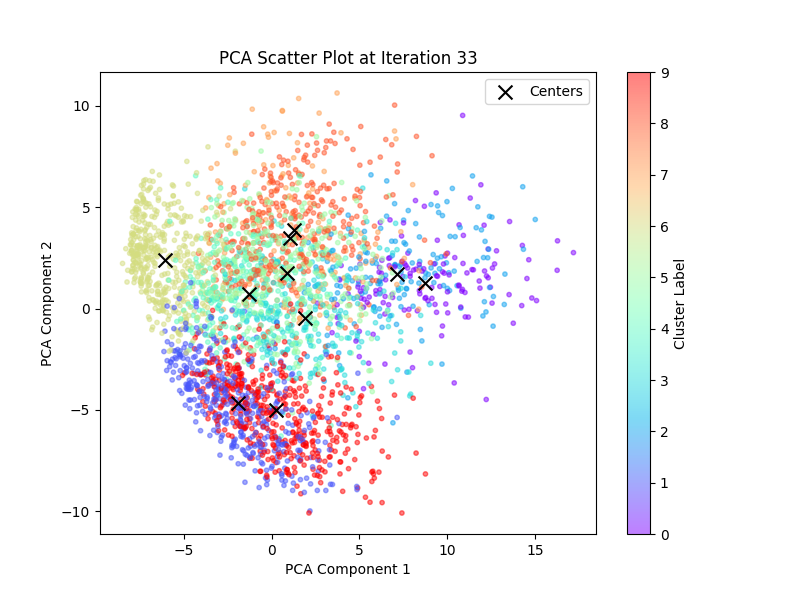 PCA Scatter Plot at Iteration 33
Centers
PCA Component 2
10
5
0
−5
−10
−5 0 5 10 15
PCA Component 1
9
8
7
6
5
4
3
2
1
0
Cluster Label